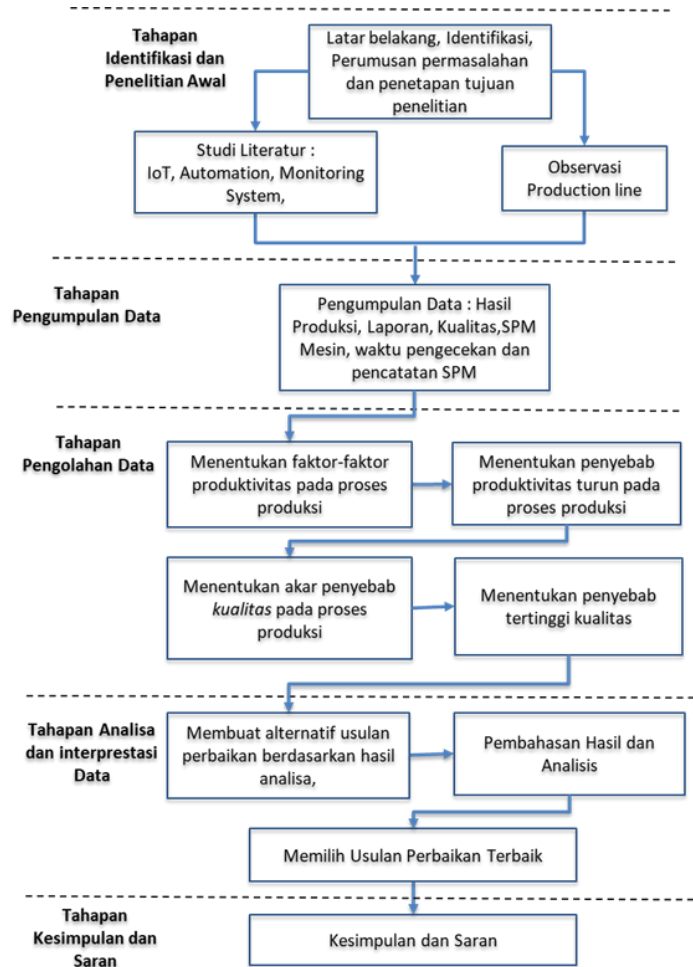 Tahapan
Identifikasi dan
Penelitian Awal
Latar belakang, Identifikasi,
Perumusan permasalahan
dan penetapan tujuan
penelitian
Studi Literatur :
IoT, Automation, Monitoring
System,
Observasi
Production line
Tahapan
Pengumpulan Data
Pengumpulan Data : Hasil
Produksi, Laporan, Kualitas,SPM
Mesin, waktu pengecekan dan
pencatatan SPM
Tahapan
Pengolahan Data
Menentukan faktor-faktor
produktivitas pada proses
produksi
Menentukan penyebab
produktivitas turun pada
proses produksi
Menentukan akar penyebab
kualitas pada proses
produksi
Menentukan penyebab
tertinggi kualitas
Tahapan Analisa
dan interprestasi
Data
Membuat alternatif usulan
perbaikan berdasarkan hasil
analisa,
Pembahasan Hasil dan
Analisis
Memilih Usulan Perbaikan Terbaik
Tahapan
Kesimpulan dan
Saran
Kesimpulan dan Saran